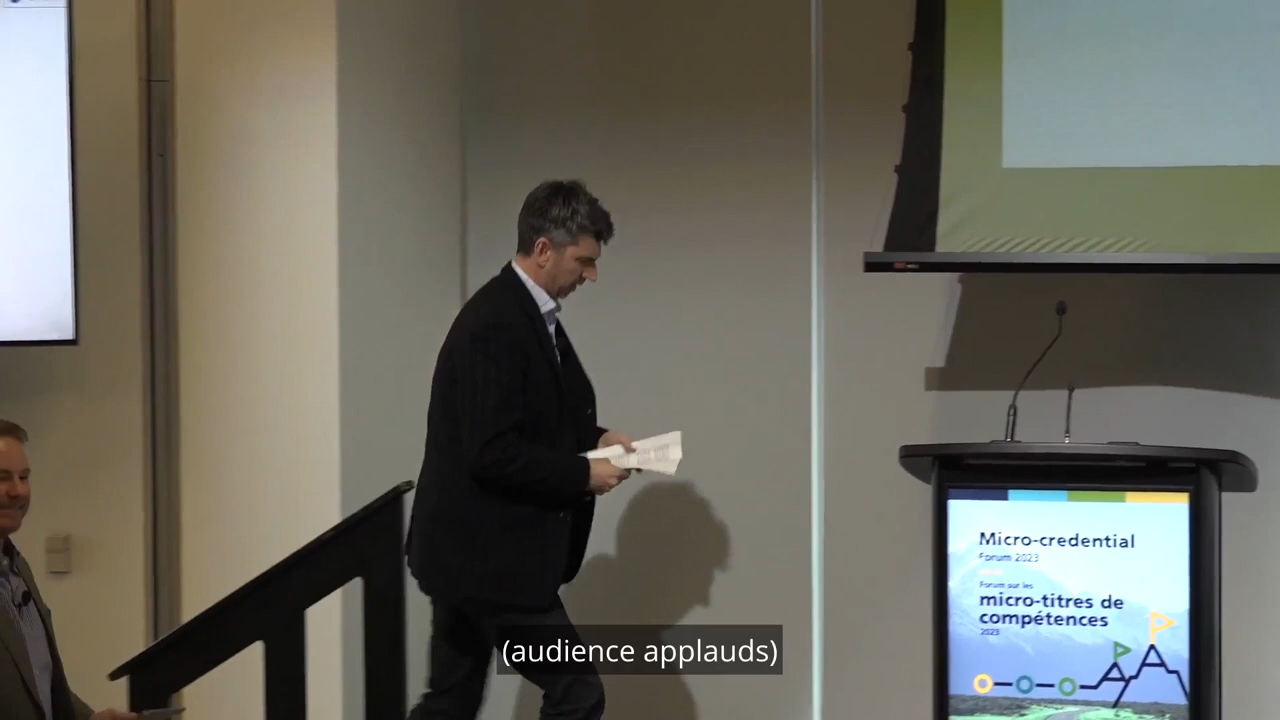 Micro-credential
Forum 2023
Forum sur les
micro-titres de
compétences
2023
(audience applauds)